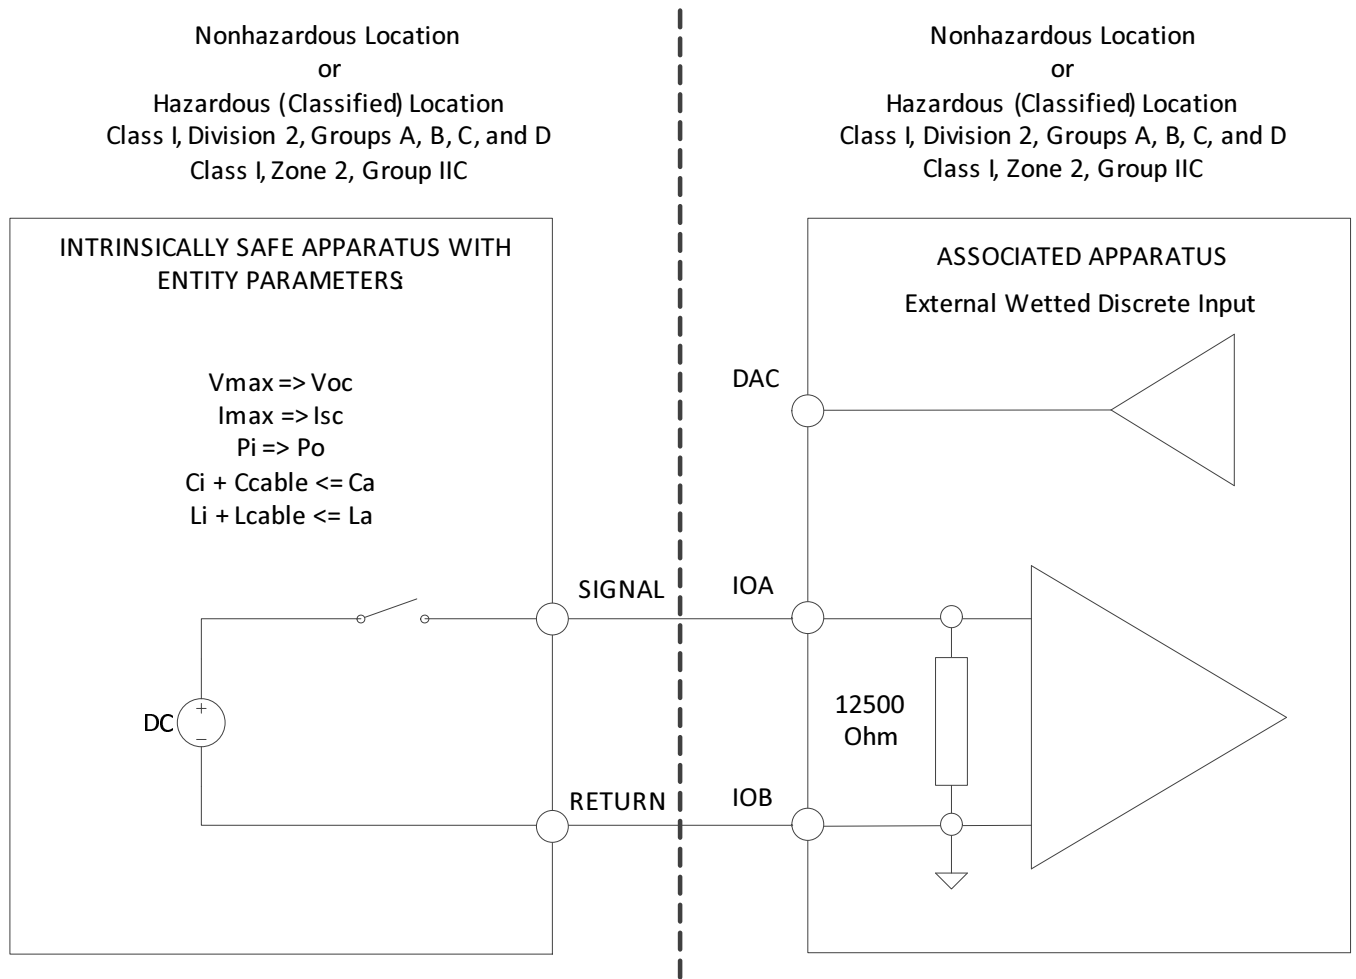 Nonhazardous Location
or
Hazardous (Classified) Location
Class I, Division 2, Groups A, B, C, and D
Class I, Zone 2, Group IIC
Nonhazardous Location
or
Hazardous (Classified) Location
Class I, Division 2, Groups A, B, C, and D
Class I, Zone 2, Group IIC
INTRINSICALLY SAFE APPARATUS WITH
ENTITY PARAMETERS:
Vmax => Voc
Imax => Isc
Pi => Po
Ci + Ccable <= Ca
Li + Lcable <= La
DC
+
−
SIGNAL
RETURN
ASSOCIATED APPARATUS
External Wetted Discrete Input
DAC
IOA
12500
Ohm
IOB